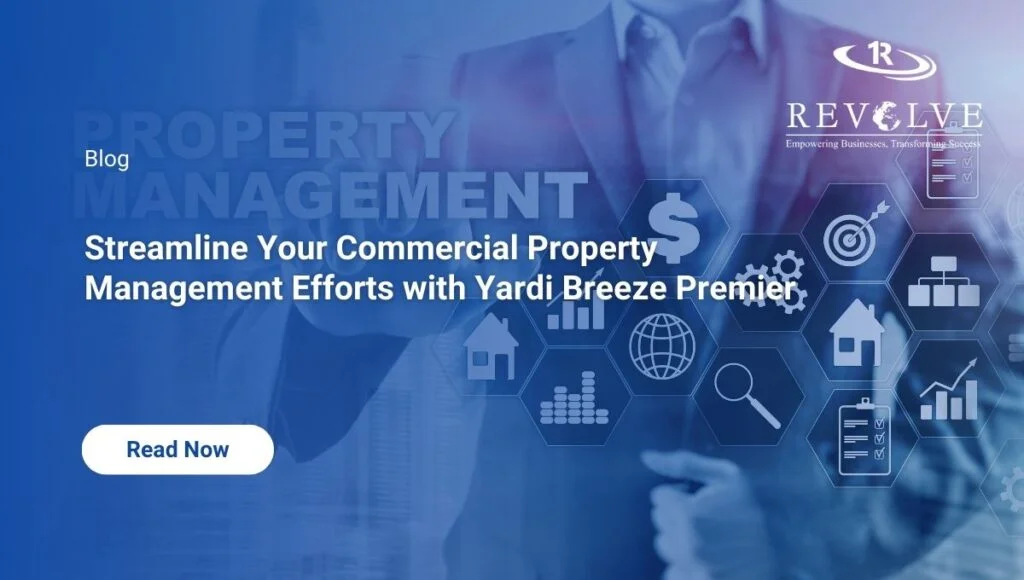 1R
REVOLVE
Empowering Businesses, Transforming Success
PROPERTY
MANAGEMENT
Blog
Streamline Your Commercial Property
Management Efforts with Yardi Breeze Premier
Read Now